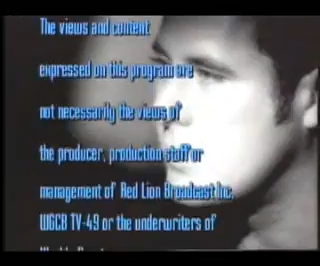 The views and content
expressed on this program are
not necessarily the views of
the producer, production staff or
management of Red Lion Broadcast Inc,
WGCB TV-49 or the underwriters of